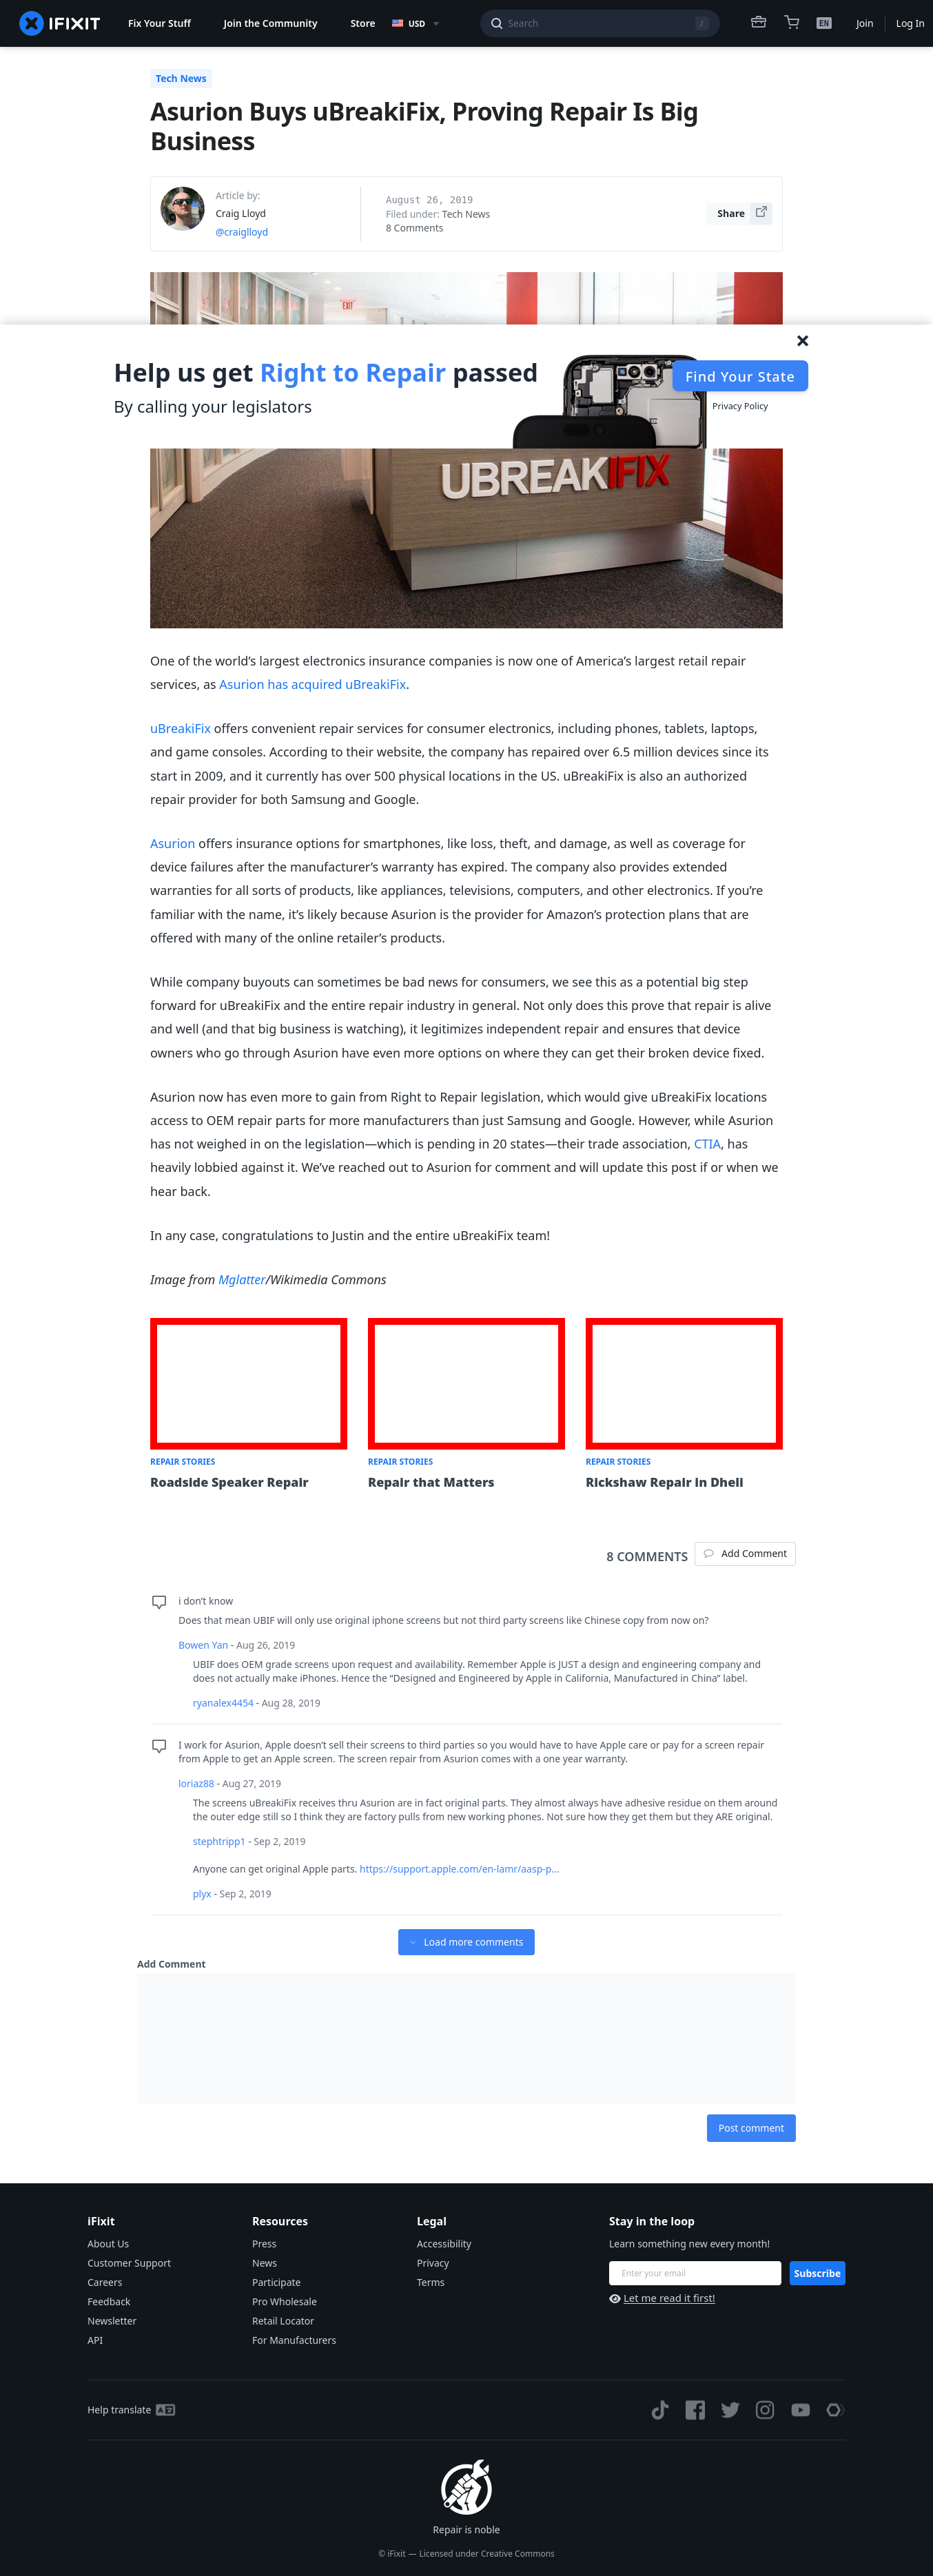 IFIXIT
Fix Your Stuff
Join the Community
Store
USD
Search
/
EN
Join
Log In
Tech News
Asurion Buys uBreakiFix, Proving Repair Is Big
Business
Article by:
Craig Lloyd
@craiglloyd
August 26, 2019
Filed under: Tech News
8 Comments
Share
EXIT
Help us get Right to Repair passed
By calling your legislators
Find Your State
Privacy Policy
UBREAKIFIX
One of the world’s largest electronics insurance companies is now one of America’s largest retail repair
services, as Asurion has acquired uBreakiFix.
uBreakiFix offers convenient repair services for consumer electronics, including phones, tablets, laptops,
and game consoles. According to their website, the company has repaired over 6.5 million devices since its
start in 2009, and it currently has over 500 physical locations in the US. uBreakiFix is also an authorized
repair provider for both Samsung and Google.
Asurion offers insurance options for smartphones, like loss, theft, and damage, as well as coverage for
device failures after the manufacturer’s warranty has expired. The company also provides extended
warranties for all sorts of products, like appliances, televisions, computers, and other electronics. If you’re
familiar with the name, it’s likely because Asurion is the provider for Amazon’s protection plans that are
offered with many of the online retailer’s products.
While company buyouts can sometimes be bad news for consumers, we see this as a potential big step
forward for uBreakiFix and the entire repair industry in general. Not only does this prove that repair is alive
and well (and that big business is watching), it legitimizes independent repair and ensures that device
owners who go through Asurion have even more options on where they can get their broken device fixed.
Asurion now has even more to gain from Right to Repair legislation, which would give uBreakiFix locations
access to OEM repair parts for more manufacturers than just Samsung and Google. However, while Asurion
has not weighed in on the legislation—which is pending in 20 states—their trade association, CTIA, has
heavily lobbied against it. We’ve reached out to Asurion for comment and will update this post if or when we
hear back.
In any case, congratulations to Justin and the entire uBreakiFix team!
Image from Mglatter/Wikimedia Commons
REPAIR STORIES
Roadside Speaker Repair
REPAIR STORIES
Repair that Matters
REPAIR STORIES
Rickshaw Repair in Dheli
8 COMMENTS
Add Comment
i don’t know
Does that mean UBIF will only use original iphone screens but not third party screens like Chinese copy from now on?
Bowen Yan - Aug 26, 2019
UBIF does OEM grade screens upon request and availability. Remember Apple is JUST a design and engineering company and
does not actually make iPhones. Hence the “Designed and Engineered by Apple in California, Manufactured in China” label.
ryanalex4454 - Aug 28, 2019
I work for Asurion, Apple doesn’t sell their screens to third parties so you would have to have Apple care or pay for a screen repair
from Apple to get an Apple screen. The screen repair from Asurion comes with a one year warranty.
loriaz88 - Aug 27, 2019
The screens uBreakiFix receives thru Asurion are in fact original parts. They almost always have adhesive residue on them around
the outer edge still so I think they are factory pulls from new working phones. Not sure how they get them but they ARE original.
stephtripp1 - Sep 2, 2019
Anyone can get original Apple parts. https://support.apple.com/en-lamr/aasp-p...
plyx - Sep 2, 2019
Load more comments
Add Comment
Post comment
iFixit
About Us
Customer Support
Careers
Feedback
Newsletter
API
Resources
Press
News
Participate
Pro Wholesale
Retail Locator
For Manufacturers
Legal
Accessibility
Privacy
Terms
Stay in the loop
Learn something new every month!
Enter your email
Subscribe
Let me read it first!
Help translate
Repair is noble
© iFixit — Licensed under Creative Commons